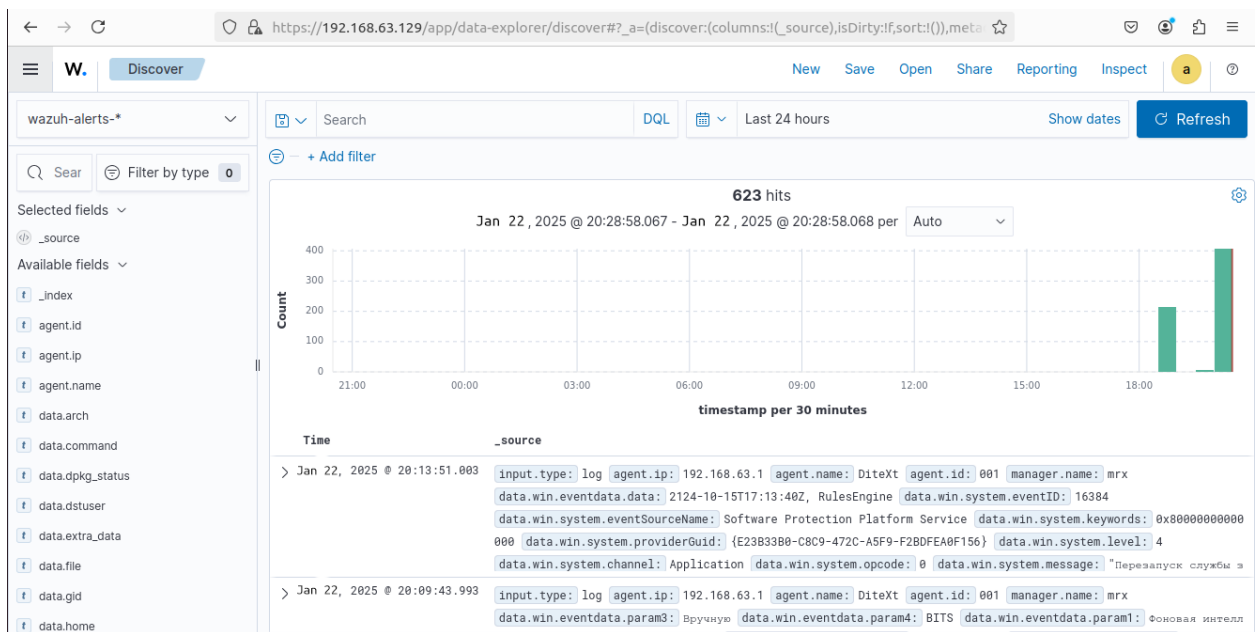 https://192.168.63.129/app/data-explorer/discover#?_a=(discover:(columns:!(_source),isDirty:!f,sort:!()),meta
W. Discover New Save Open Share Reporting Inspect a
wazuh-alerts-* Search DQL Last 24 hours Show dates Refresh
+ Add filter
Sear Filter by type 0
623 hits
Selected fields
Jan 22, 2025 @ 20:28:58.067 - Jan 22, 2025 @ 20:28:58.068 per Auto
_source
Available fields
t _index
t agent.id
t agent.ip
t agent.name
t data.arch
t data.command
t data.dpkg_status
t data.dstuser
t data.extra_data
t data.file
t data.gid
t data.home
Count
400
300
200
100
0
21:00 00:00 03:00 06:00 09:00 12:00 15:00 18:00
timestamp per 30 minutes
Time _source
Jan 22, 2025 @ 20:13:51.003 input.type: log agent.ip: 192.168.63.1 agent.name: DiteXt agent.id: 001 manager.name: mrx
data.win.eventdata.data: 2124-10-15T17:13:40Z, RulesEngine data.win.system.eventID: 16384
data.win.system.eventSourceName: Software Protection Platform Service data.win.system.keywords: 0x80000000000
000 data.win.system.providerGuid: {E23B33B0-C8C9-472C-A5F9-F2BDFEA0F156} data.win.system.level: 4
data.win.system.channel: Application data.win.system.opcode: 0 data.win.system.message: "Перезапуск службы з
Jan 22, 2025 @ 20:09:43.993 input.type: log agent.ip: 192.168.63.1 agent.name: DiteXt agent.id: 001 manager.name: mrx
data.win.eventdata.param3: Вручную data.win.eventdata.param4: BITS data.win.eventdata.param1: Фоновая интелл